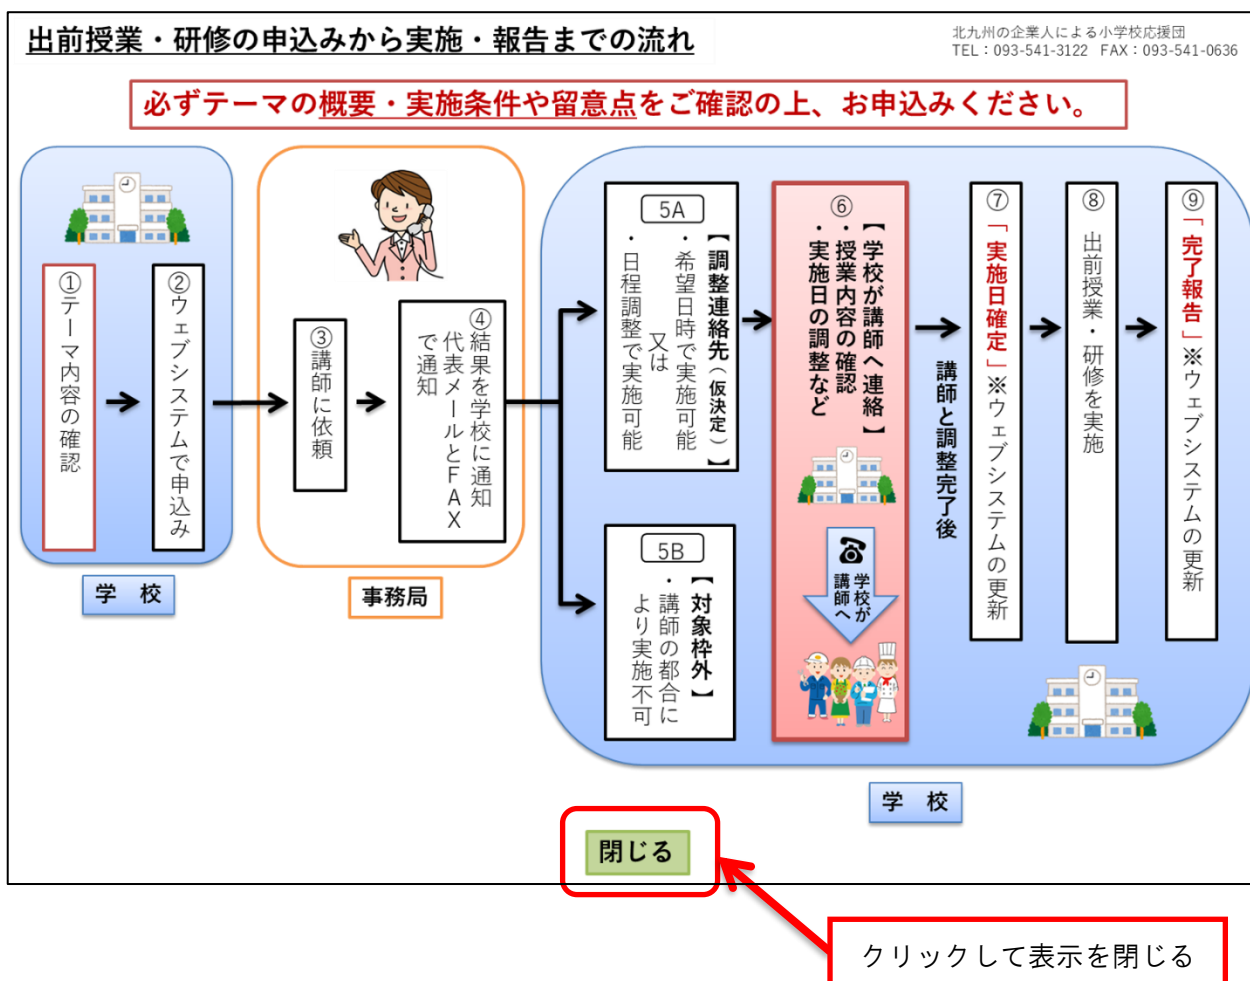 出前授業・研修の申込みから実施・報告までの流れ
北九州の企業人による小学校応援団
TEL：093-541-3122 FAX：093-541-0636
必ずテーマの概要・実施条件や留意点をご確認の上、お申込みください。
①テーマ内容の確認
②ウェブシステムで申込み
学　校
③講師に依頼
④結果を学校に通知
代表メールとFAX
で通知
事務局
5A
【調整連絡先（仮決定）】
・希望日時で実施可能
又は
・日程調整で実施可能
5B
【対象枠外】
・講師の都合に
より実施不可
⑥
【学校が講師へ連絡】
・授業内容の確認
・実施日の調整など
学校が
講師へ
講師と調整完了後
⑦「実施日確定」※ウェブシステムの更新
⑧出前授業・研修を実施
⑨「完了報告」※ウェブシステムの更新
学　校
閉じる
クリックして表示を閉じる